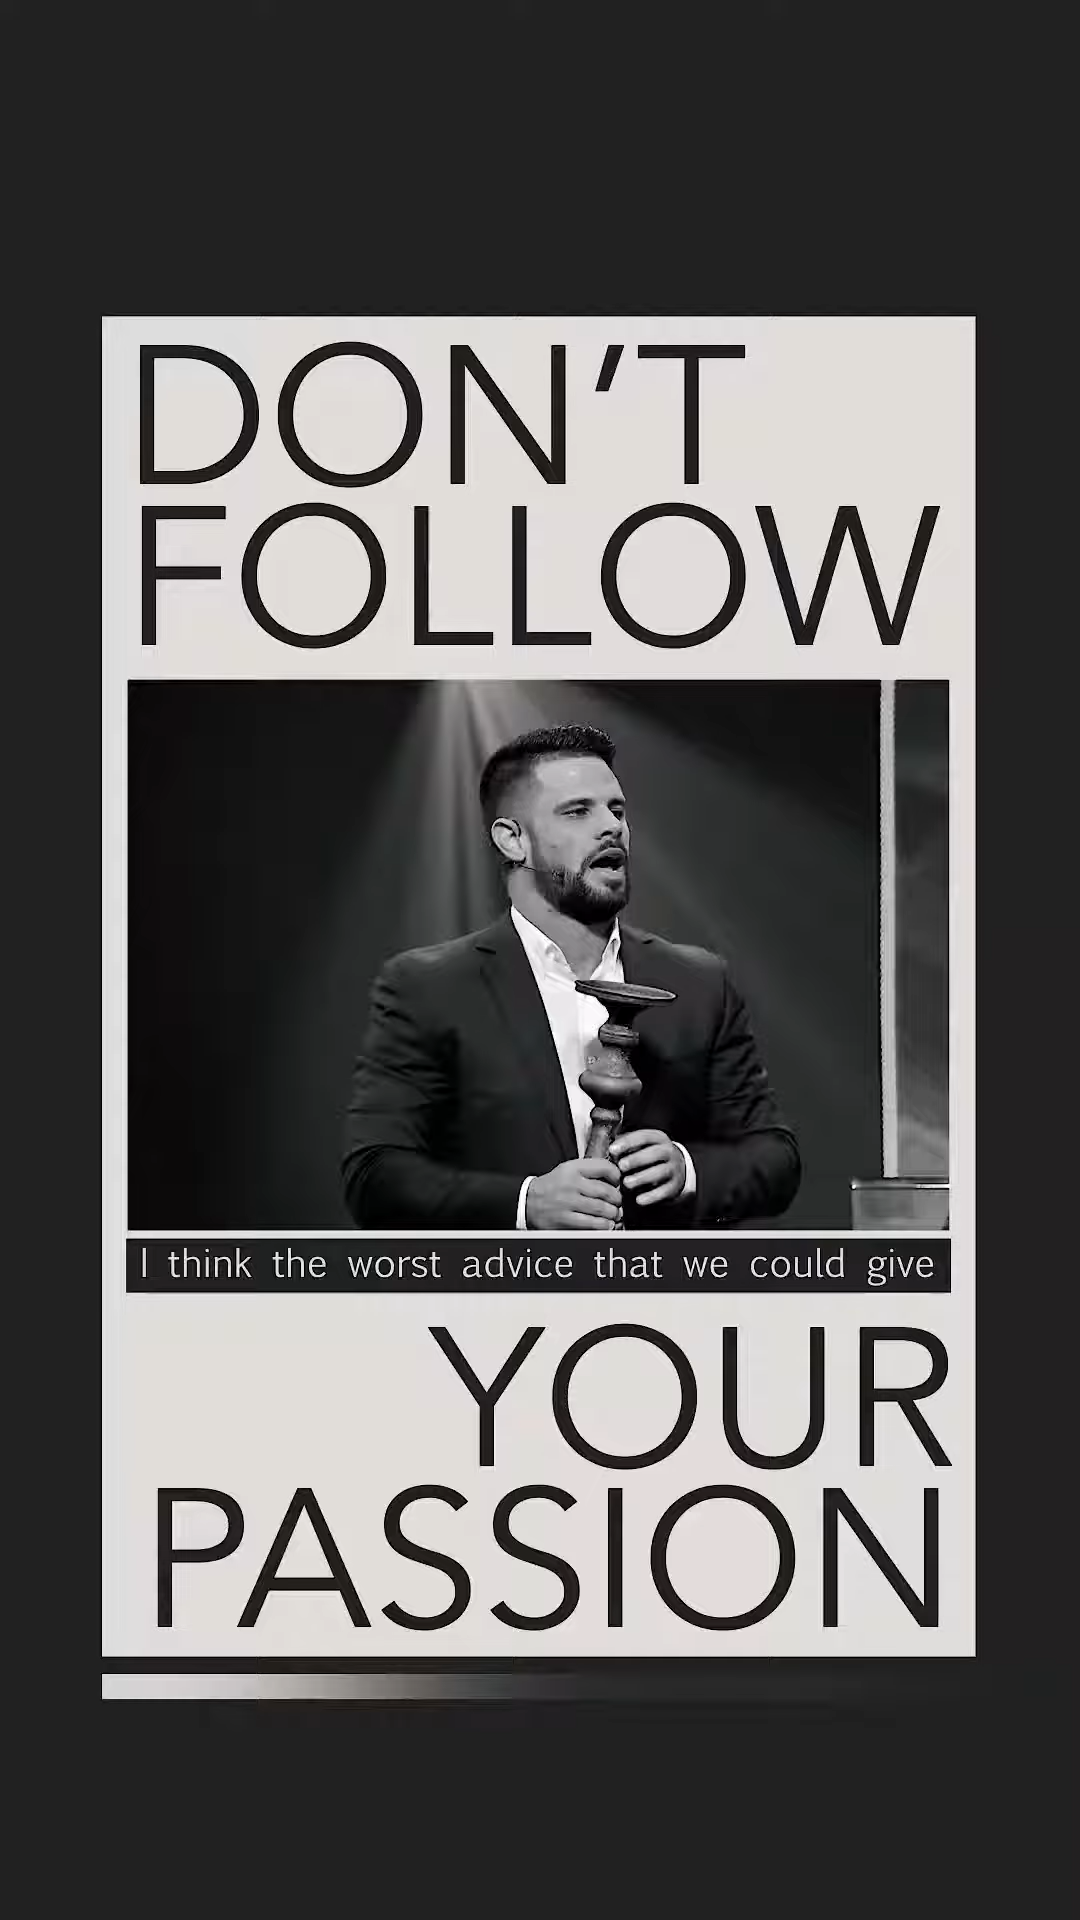 DON'T
FOLLOW
I think the worst advice that we could give
YOUR
PASSION